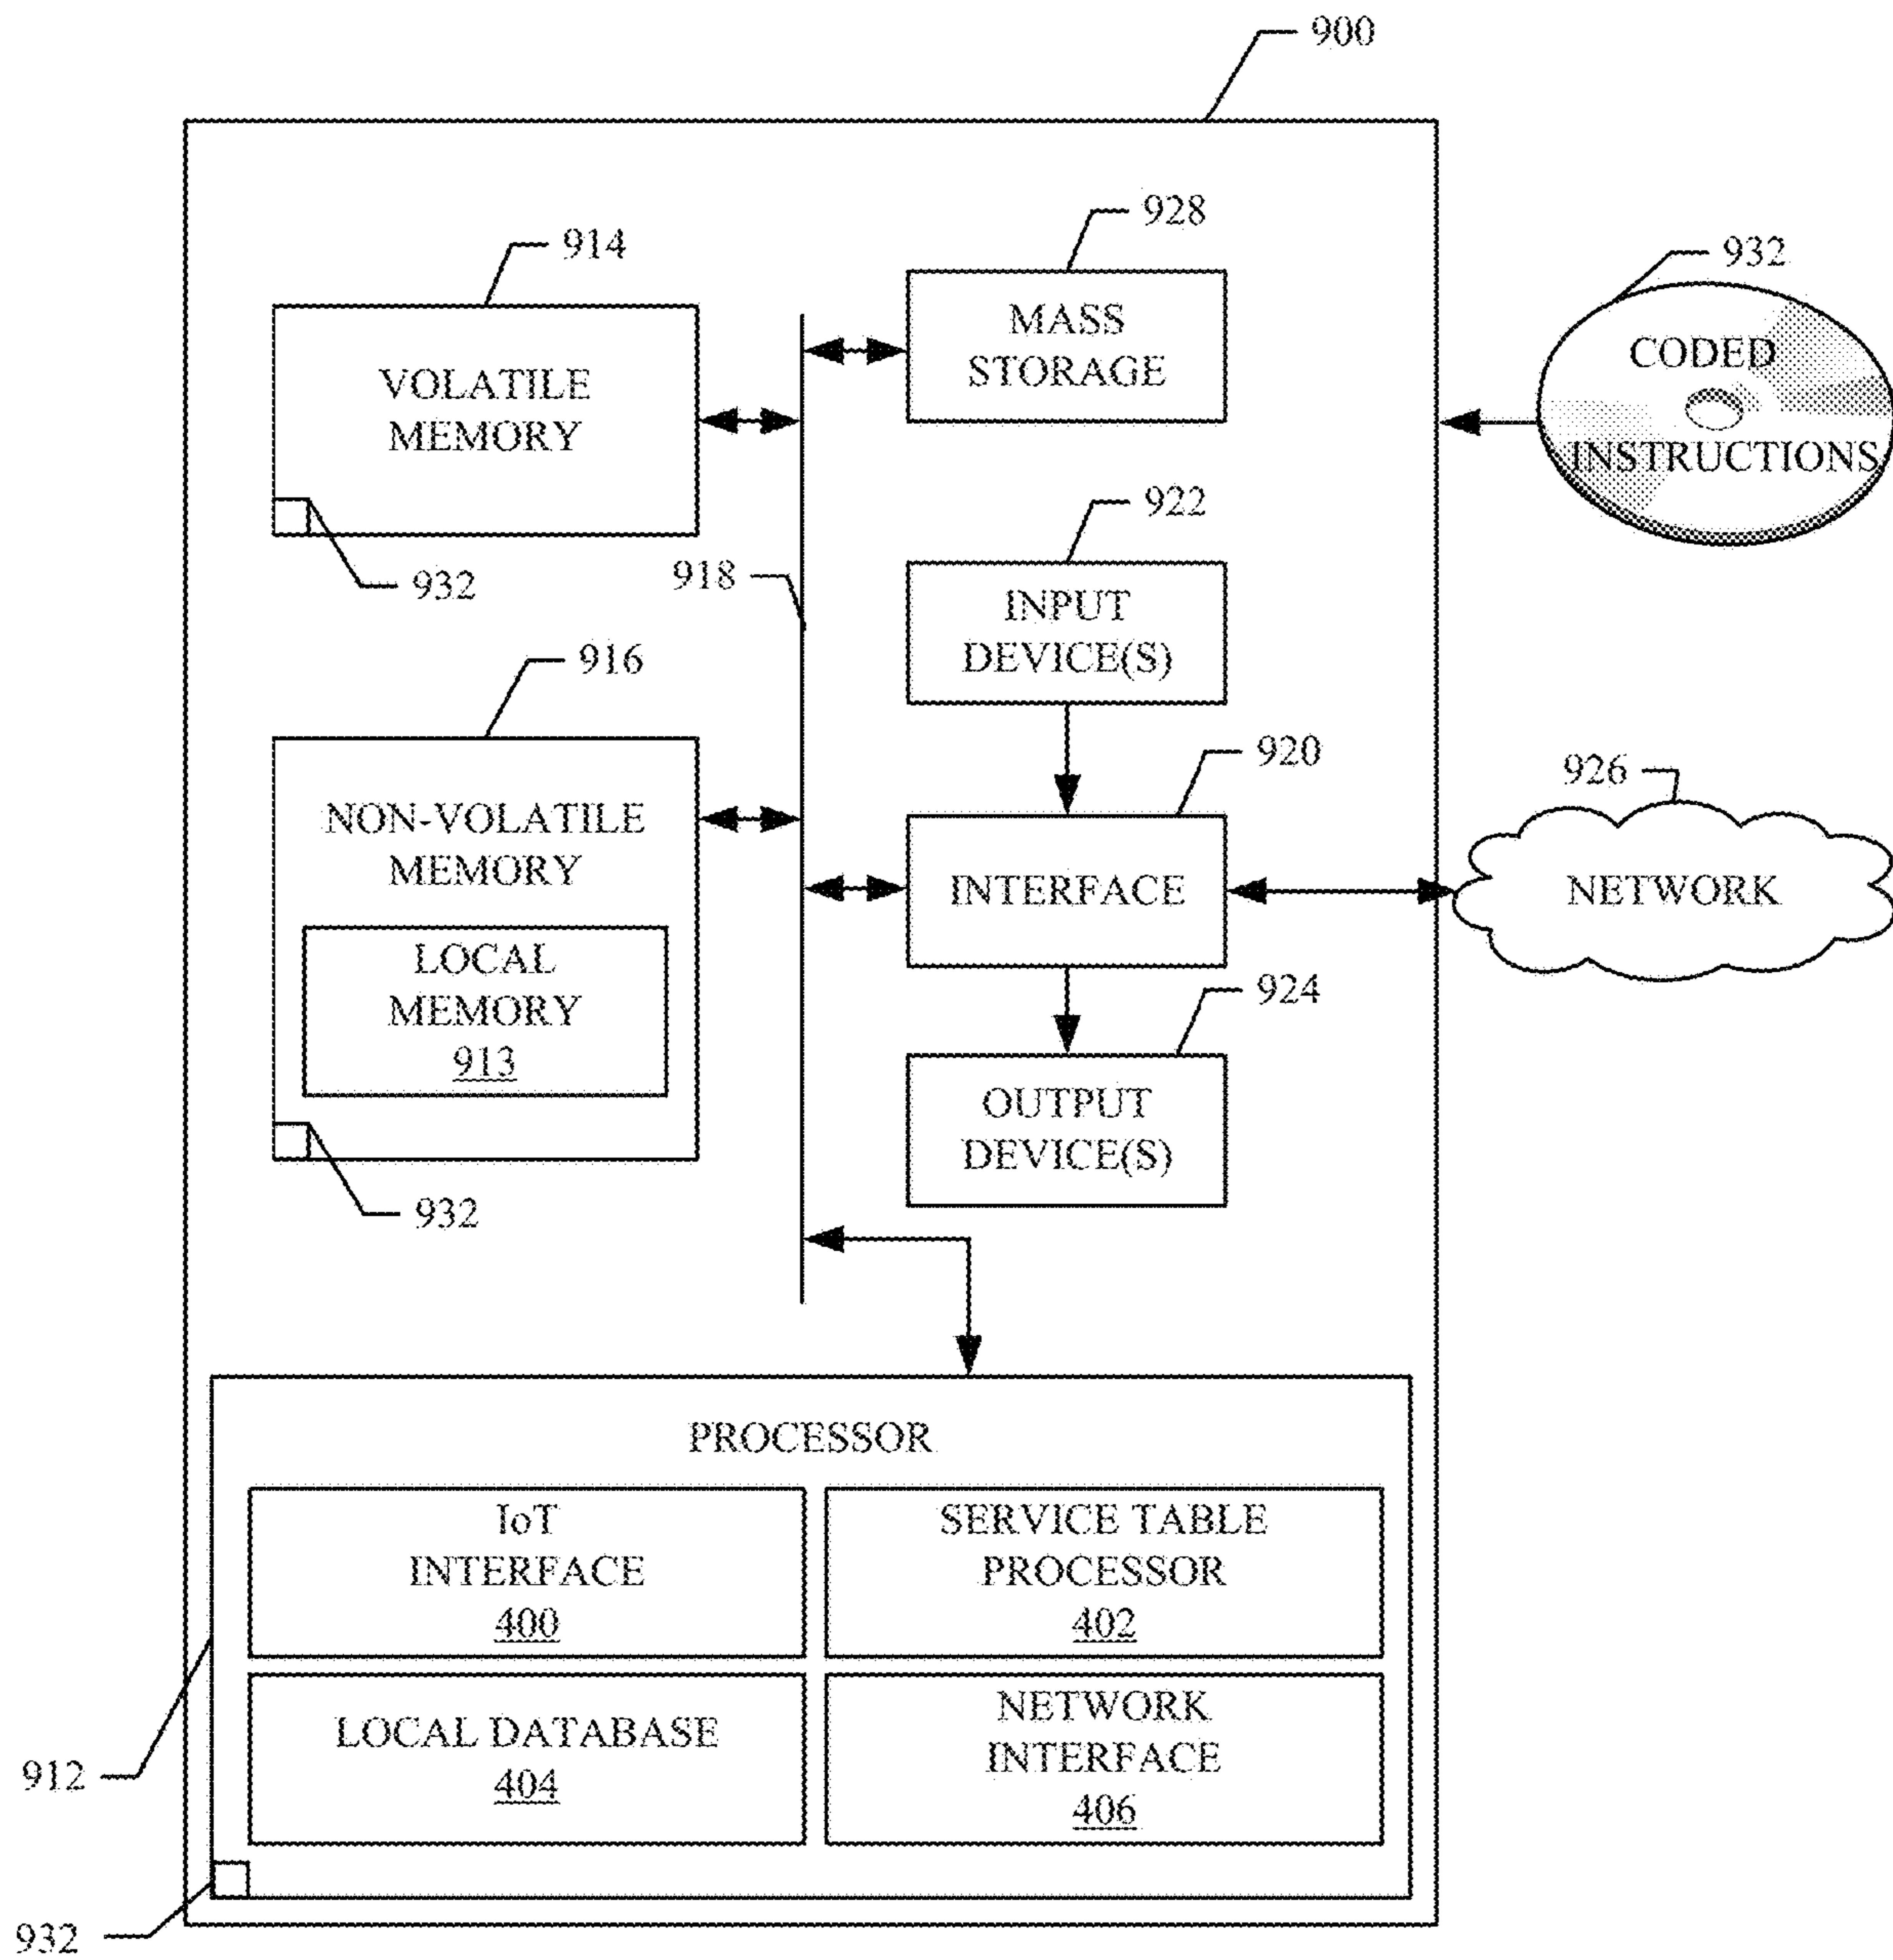 900
928
914
932
MASS
STORAGE
CODED
INSTRUCTIONS
VOLATILE
MEMORY
922
918
932
INPUT
DEVICE(S)
916
920
926
NON-VOLATILE
MEMORY
INTERFACE
NETWORK
LOCAL
MEMORY
913
924
OUTPUT
DEVICE(S)
932
PROCESSOR
IoT
INTERFACE
400
SERVICE TABLE
PROCESSOR
402
LOCAL DATABASE
404
NETWORK
INTERFACE
406
912
932